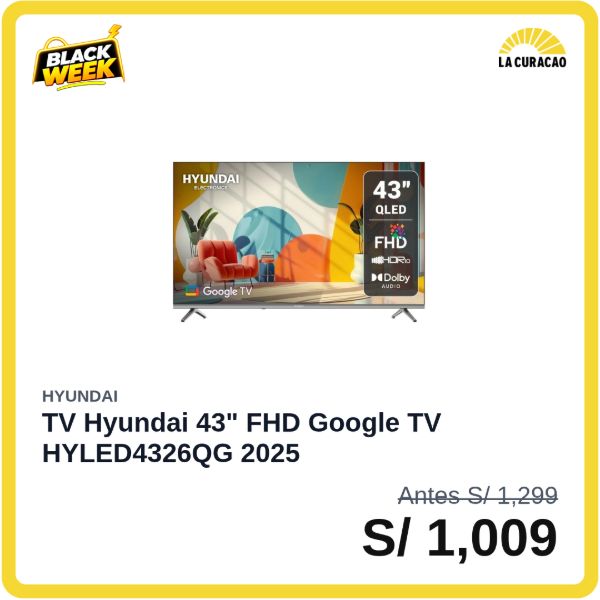 BLACK
WEEK
LA CURACAO
HYUNDAI
ELECTRONICS
43"
QLED
FHD
HDR10
Dolby
AUDIO
Google TV
HYUNDAI
TV Hyundai 43" FHD Google TV
HYLED4326QG 2025
Antes S/ 1,299
S/ 1,009